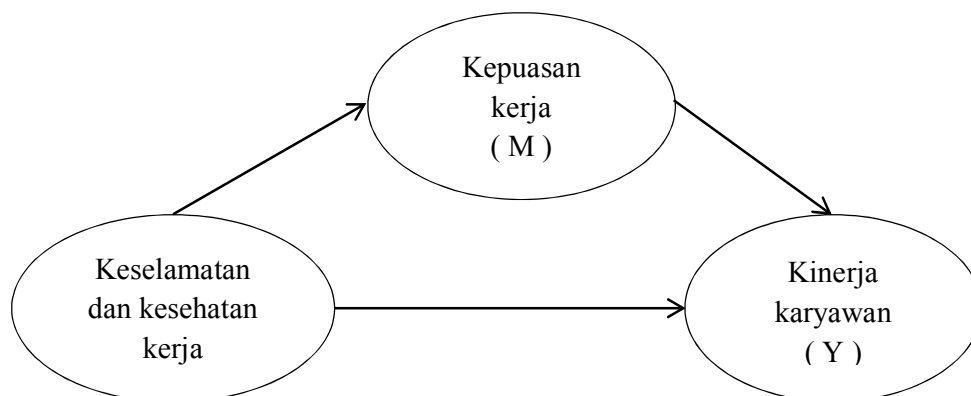 Kepuasan
kerja
( M )
Keselamatan
dan kesehatan
kerja
Kinerja
karyawan
( Y )